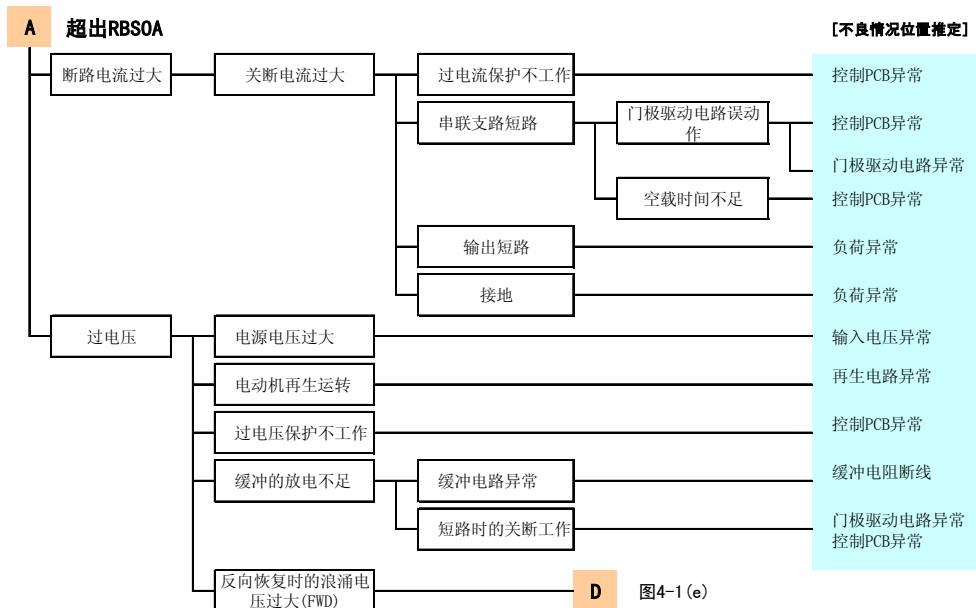 A 超出RBSOA
[不良情况位置推定]
断路电流过大
关断电流过大
过电流保护不工作
控制PCB异常
串联支路短路
门极驱动电路误动
作
控制PCB异常
门极驱动电路异常
空载时间不足
控制PCB异常
输出短路
负荷异常
接地
负荷异常
过电压
电源电压过大
输入电压异常
电动机再生运转
再生电路异常
过电压保护不工作
控制PCB异常
缓冲的放电不足
缓冲电路异常
缓冲电阻断线
短路时的关断工作
门极驱动电路异常
控制PCB异常
反向恢复时的浪涌电
压过大(FWD)
D 图4-1(e)